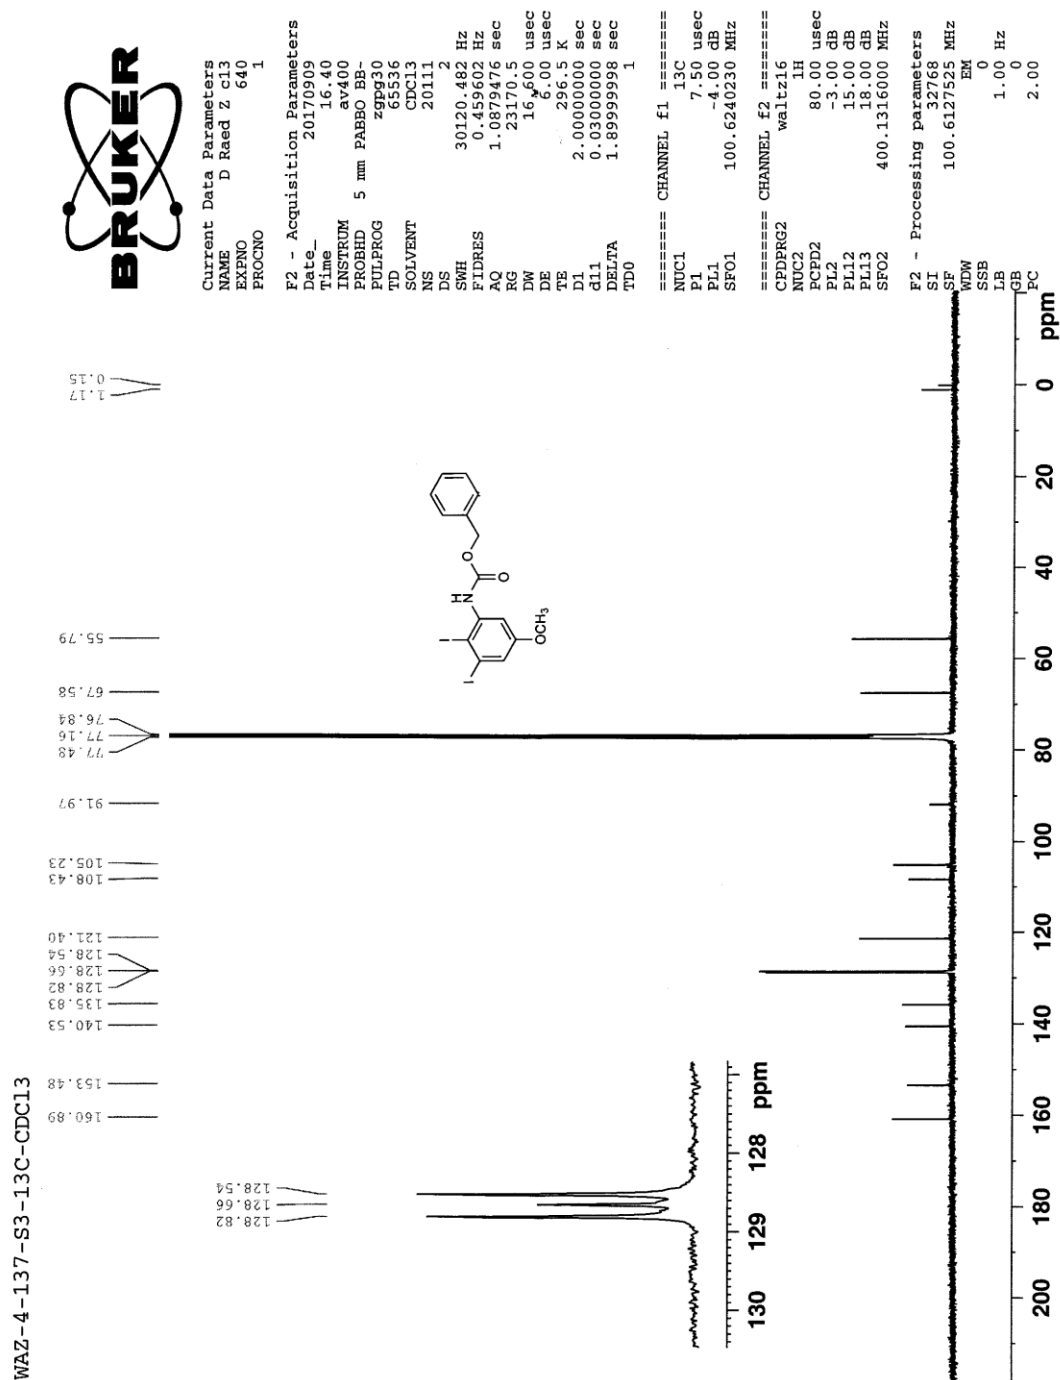 WAZ-4-137-S3-13C-CDCl3
160.89
153.48
140.53
135.83
128.82
128.66
128.54
121.40
108.43
105.23
91.97
77.48
77.16
76.84
67.58
55.79
1.17
0.15
128.82
128.66
128.54
130 129 128 ppm
I
I
H
N
O
O
OCH3
200 180 160 140 120 100 80 60 40 20 0 ppm
BRUKER
Current Data Parameters
NAME D Raed Z c13
EXPNO 640
PROCNO 1
F2 - Acquisition Parameters
Date_ 20170909
Time 16.40
INSTRUM av400
PROBHD 5 mm PABBO BB-
PULPROG zgpg30
TD 65536
SOLVENT CDCl3
NS 20111
DS 2
SWH 30120.482 Hz
FIDRES 0.459602 Hz
AQ 1.0879476 sec
RG 23170.5
DW 16.600 usec
DE 6.00 usec
TE 296.5 K
D1 2.00000000 sec
d11 0.03000000 sec
DELTA 1.89999998 sec
TD0 1
======== CHANNEL f1 ========
NUC1 13C
P1 7.50 usec
PL1 -4.00 dB
SFO1 100.6240230 MHz
======== CHANNEL f2 ========
CPDPRG2 waltz16
NUC2 1H
PCPD2 80.00 usec
PL2 -3.00 dB
PL12 15.00 dB
PL13 18.00 dB
SFO2 400.1316000 MHz
F2 - Processing parameters
SI 32768
SF 100.6127525 MHz
WDW EM
SSB 0
LB 1.00 Hz
GB 0
PC 2.00